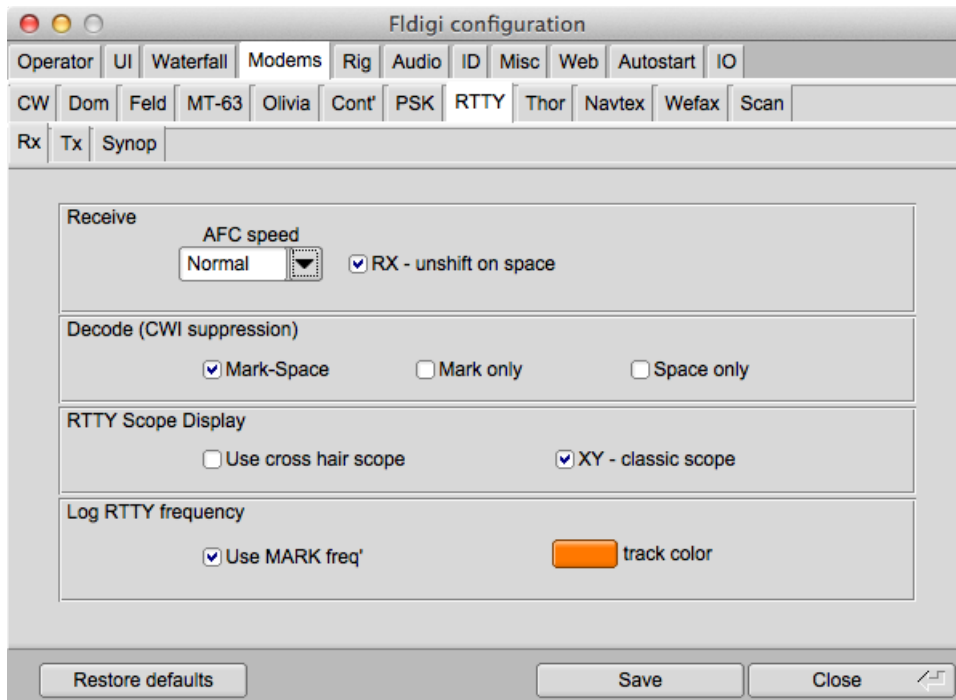 Fldigi configuration
Operator UI Waterfall Modems Rig Audio ID Misc Web Autostart IO
CW Dom Feld MT-63 Olivia Cont' PSK RTTY Thor Navtex Wefax Scan
Rx Tx Synop
Receive
AFC speed
Normal RX - unshift on space
Decode (CWI suppression)
Mark-Space Mark only Space only
RTTY Scope Display
Use cross hair scope XY - classic scope
Log RTTY frequency
Use MARK freq' track color
Restore defaults Save Close